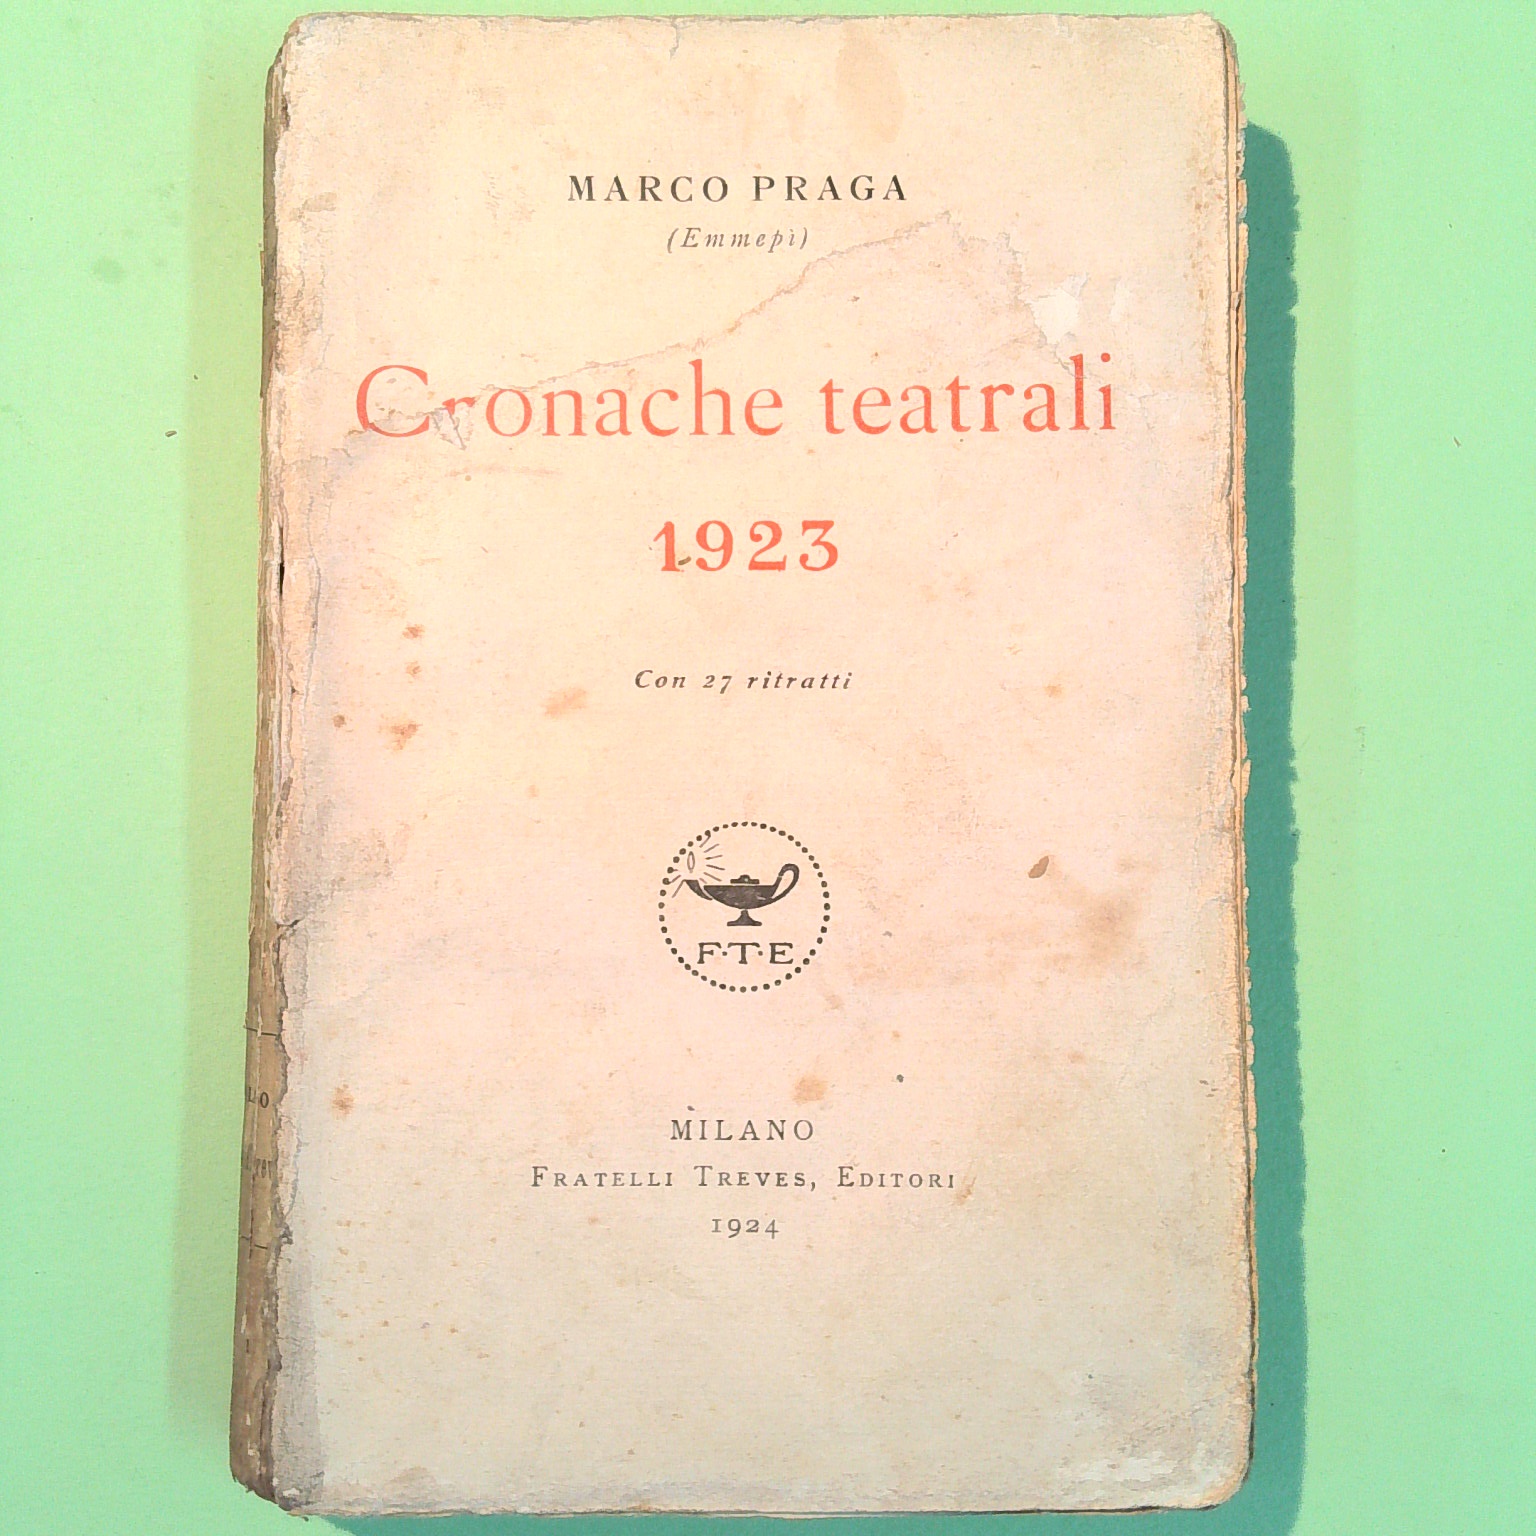 MARCO PRAGA
(Emmepì)
Cronache teatrali
1923
Con 27 ritratti
F·T·E
MILANO
FRATELLI TREVES, EDITORI
1924